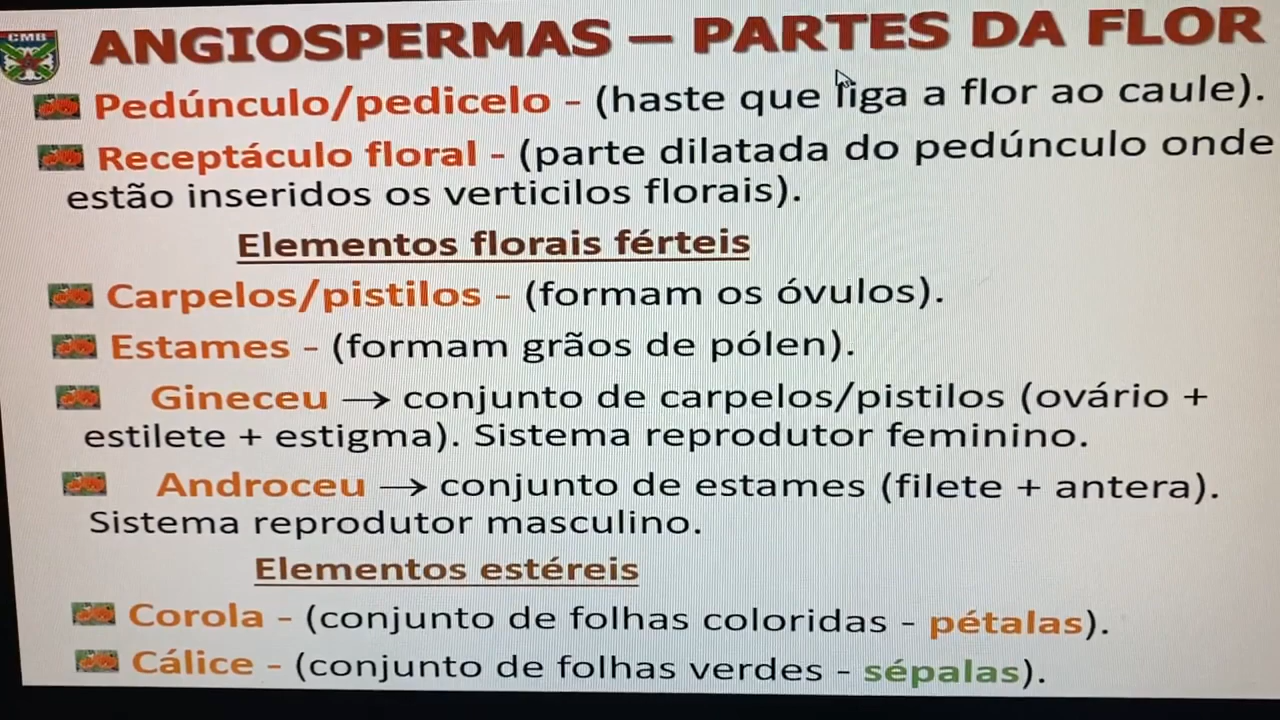 CMB
ANGIOSPERMAS – PARTES DA FLOR
Pedúnculo/pedicelo - (haste que liga a flor ao caule).
Receptáculo floral - (parte dilatada do pedúnculo onde
estão inseridos os verticilos florais).
Elementos florais férteis
Carpelos/pistilos - (formam os óvulos).
Estames - (formam grãos de pólen).
Gineceu → conjunto de carpelos/pistilos (ovário +
estilete + estigma). Sistema reprodutor feminino.
Androceu → conjunto de estames (filete + antera).
Sistema reprodutor masculino.
Elementos estéreis
Corola - (conjunto de folhas coloridas - pétalas).
Cálice - (conjunto de folhas verdes - sépalas).